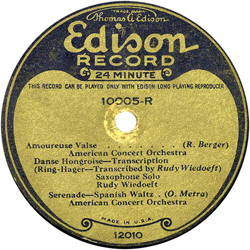 TRADE MARK
Thomas A Edison
Edison
RECORD
24 MINUTE
THIS RECORD CAN BE PLAYED ONLY WITH EDISON LONG PLAYING REPRODUCER
10005-R
Amoureuse Valse . . . . . (R. Berger)
American Concert Orchestra
Danse Hongroise—Transcription
(Ring-Hager—Transcribed by Rudy Wiedoeft)
Saxophone Solo
Rudy Wiedoeft
Serenade—Spanish Waltz . (O. Metra)
American Concert Orchestra
MADE IN U.S.A.
12010